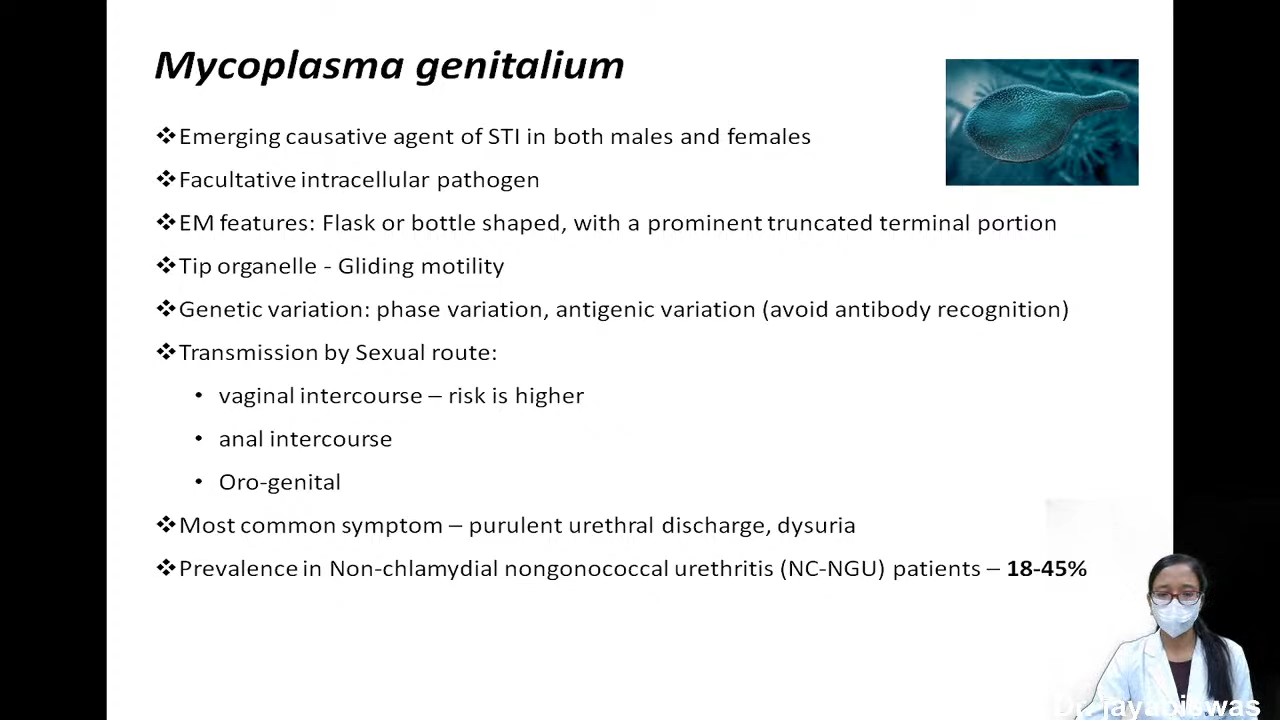 Mycoplasma genitalium
❖Emerging causative agent of STI in both males and females
❖Facultative intracellular pathogen
❖EM features: Flask or bottle shaped, with a prominent truncated terminal portion
❖Tip organelle - Gliding motility
❖Genetic variation: phase variation, antigenic variation (avoid antibody recognition)
❖Transmission by Sexual route:
• vaginal intercourse – risk is higher
• anal intercourse
• Oro-genital
❖Most common symptom – purulent urethral discharge, dysuria
❖Prevalence in Non-chlamydial nongonococcal urethritis (NC-NGU) patients – 18-45%
Dr. jayabiswas